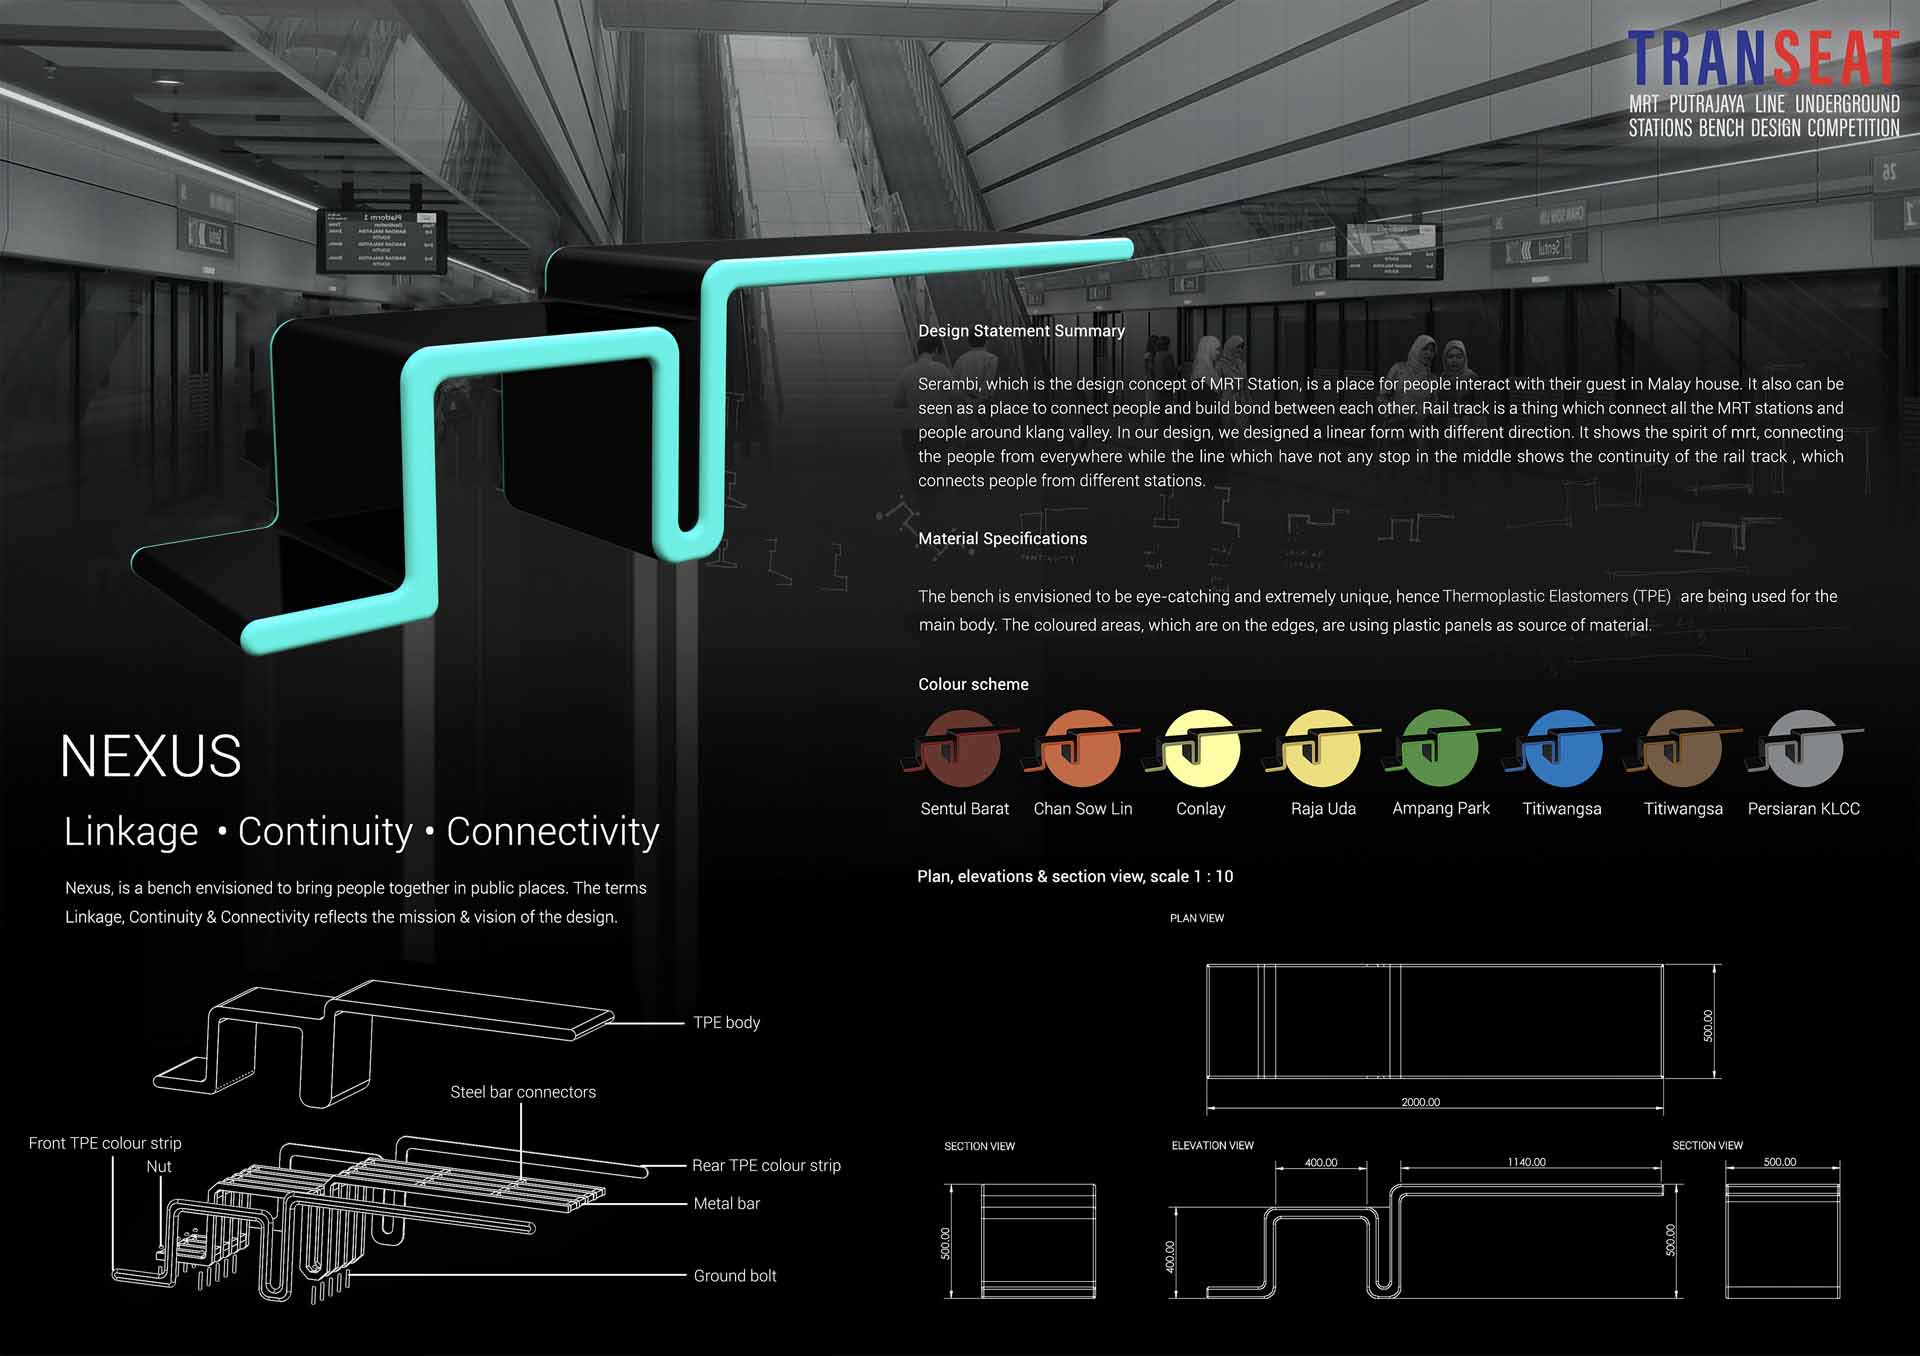 TRANSEAT
MRT PUTRAJAYA LINE UNDERGROUND
STATIONS BENCH DESIGN COMPETITION
Platform 1
Sentul
CHAN SOW LIN
26
Design Statement Summary
Serambi, which is the design concept of MRT Station, is a place for people interact with their guest in Malay house. It also can be
seen as a place to connect people and build bond between each other. Rail track is a thing which connect all the MRT stations and
people around klang valley. In our design, we designed a linear form with different direction. It shows the spirit of mrt, connecting
the people from everywhere while the line which have not any stop in the middle shows the continuity of the rail track , which
connects people from different stations.
Material Specifications
The bench is envisioned to be eye-catching and extremely unique, hence Thermoplastic Elastomers (TPE) are being used for the
main body. The coloured areas, which are on the edges, are using plastic panels as source of material.
Colour scheme
Sentul Barat Chan Sow Lin Conlay Raja Uda Ampang Park Titiwangsa Titiwangsa Persiaran KLCC
NEXUS
Linkage • Continuity • Connectivity
Nexus, is a bench envisioned to bring people together in public places. The terms
Linkage, Continuity & Connectivity reflects the mission & vision of the design.
TPE body
Steel bar connectors
Front TPE colour strip
Nut
Rear TPE colour strip
Metal bar
Ground bolt
Plan, elevations & section view, scale 1 : 10
PLAN VIEW
500.00
2000.00
SECTION VIEW
500.00
ELEVATION VIEW
400.00
1140.00
400.00
500.00
SECTION VIEW
500.00